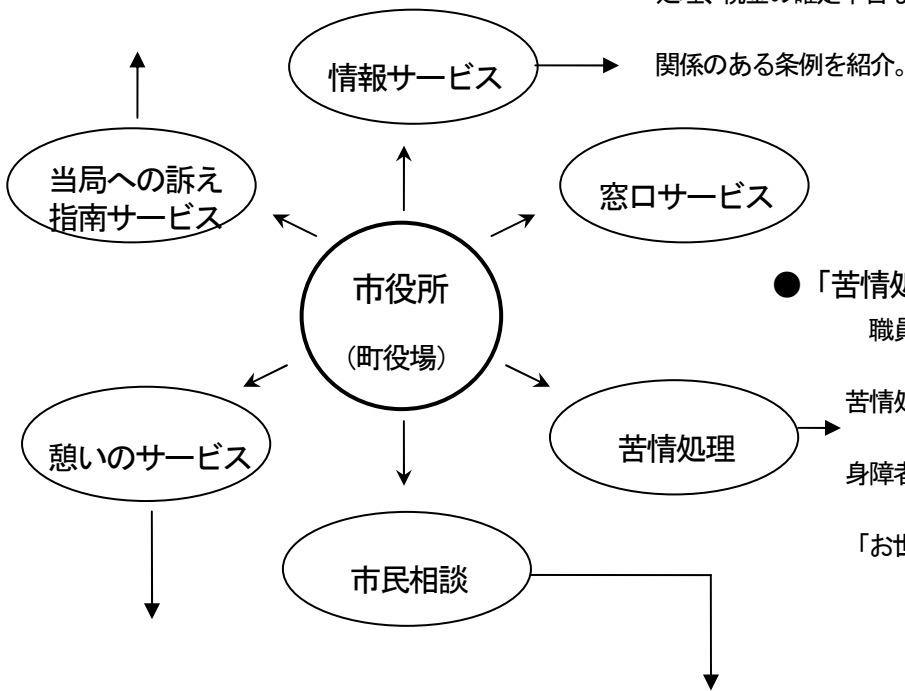 関係のある条例を紹介。
情報サービス
当局への訴え
指南サービス
窓口サービス
市役所
（町役場）
●「苦情処
職員
苦情処
身障者
「お世
憩いのサービス
苦情処理
市民相談